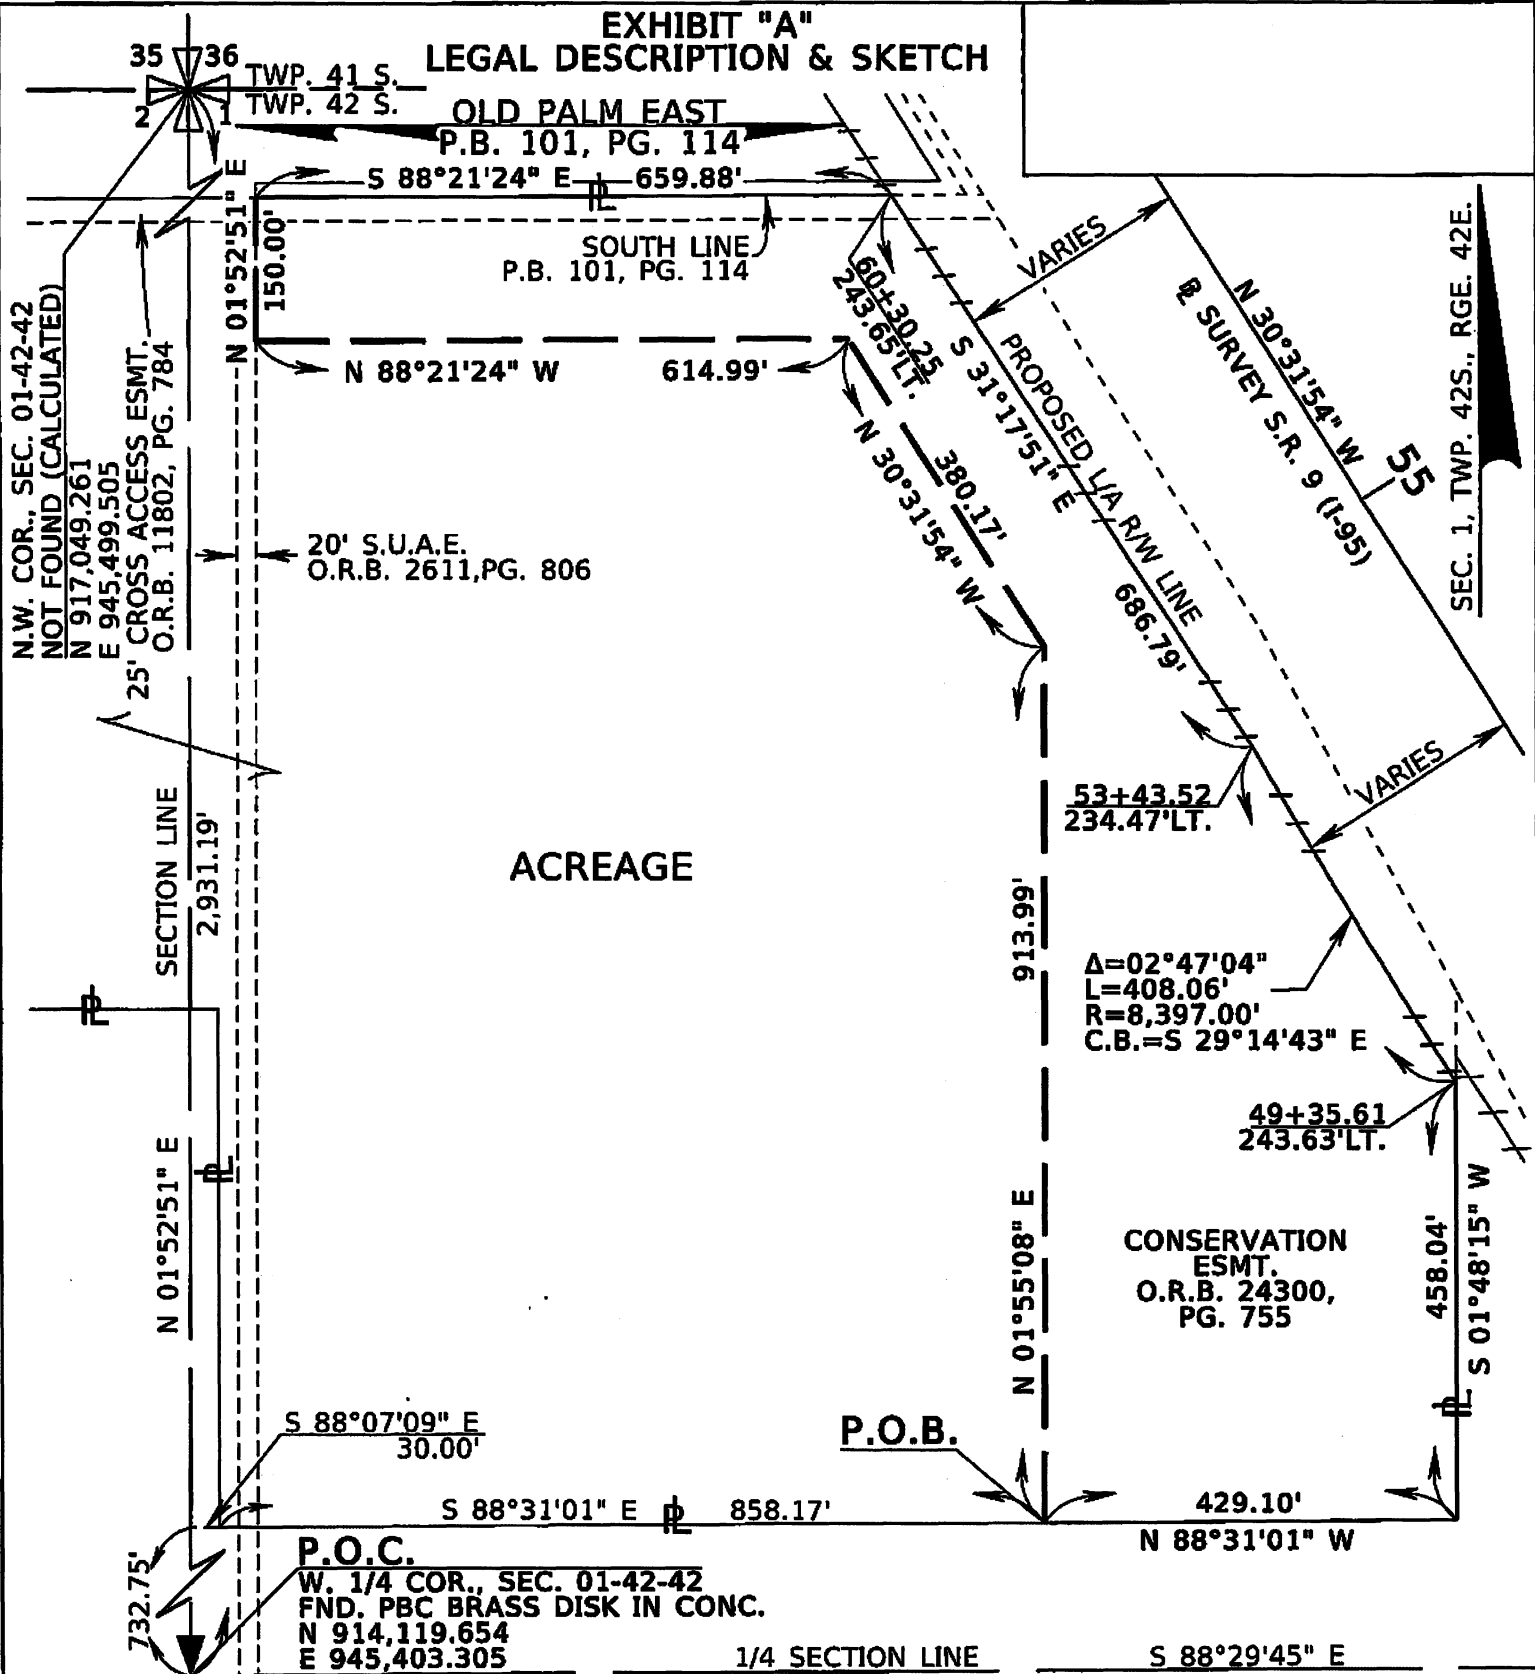 EXHIBIT "A"
LEGAL DESCRIPTION & SKETCH
35 36
2 1
TWP. 41 S.
TWP. 42 S.
OLD PALM EAST
P.B. 101, PG. 114
S 88°21'24" E 659.88'
SOUTH LINE
P.B. 101, PG. 114
N 01°52'51" E
150.00'
N 88°21'24" W 614.99'
60+30.25
243.65'LT.
VARIES
N 30°31'54" W
SURVEY S.R. 9 (I-95)
55
SEC. 1, TWP. 42S., RGE. 42E.
PROPOSED L/A R/W LINE
S 31°17'51" E
686.79'
380.17'
N 30°31'54" W
N.W. COR., SEC. 01-42-42
NOT FOUND (CALCULATED)
N 917,049.261
E 945,499.505
25' CROSS ACCESS ESMT.
O.R.B. 11802, PG. 784
20' S.U.A.E.
O.R.B. 2611,PG. 806
53+43.52
234.47'LT.
VARIES
SECTION LINE
2,931.19'
ACREAGE
913.99'
Δ=02°47'04"
L=408.06'
R=8,397.00'
C.B.=S 29°14'43" E
49+35.61
243.63'LT.
N 01°52'51" E
N 01°55'08" E
CONSERVATION
ESMT.
O.R.B. 24300,
PG. 755
458.04'
S 01°48'15" W
S 88°07'09" E
30.00'
P.O.B.
S 88°31'01" E 858.17'
429.10'
N 88°31'01" W
732.75'
P.O.C.
W. 1/4 COR., SEC. 01-42-42
FND. PBC BRASS DISK IN CONC.
N 914,119.654
E 945,403.305
1/4 SECTION LINE S 88°29'45" E